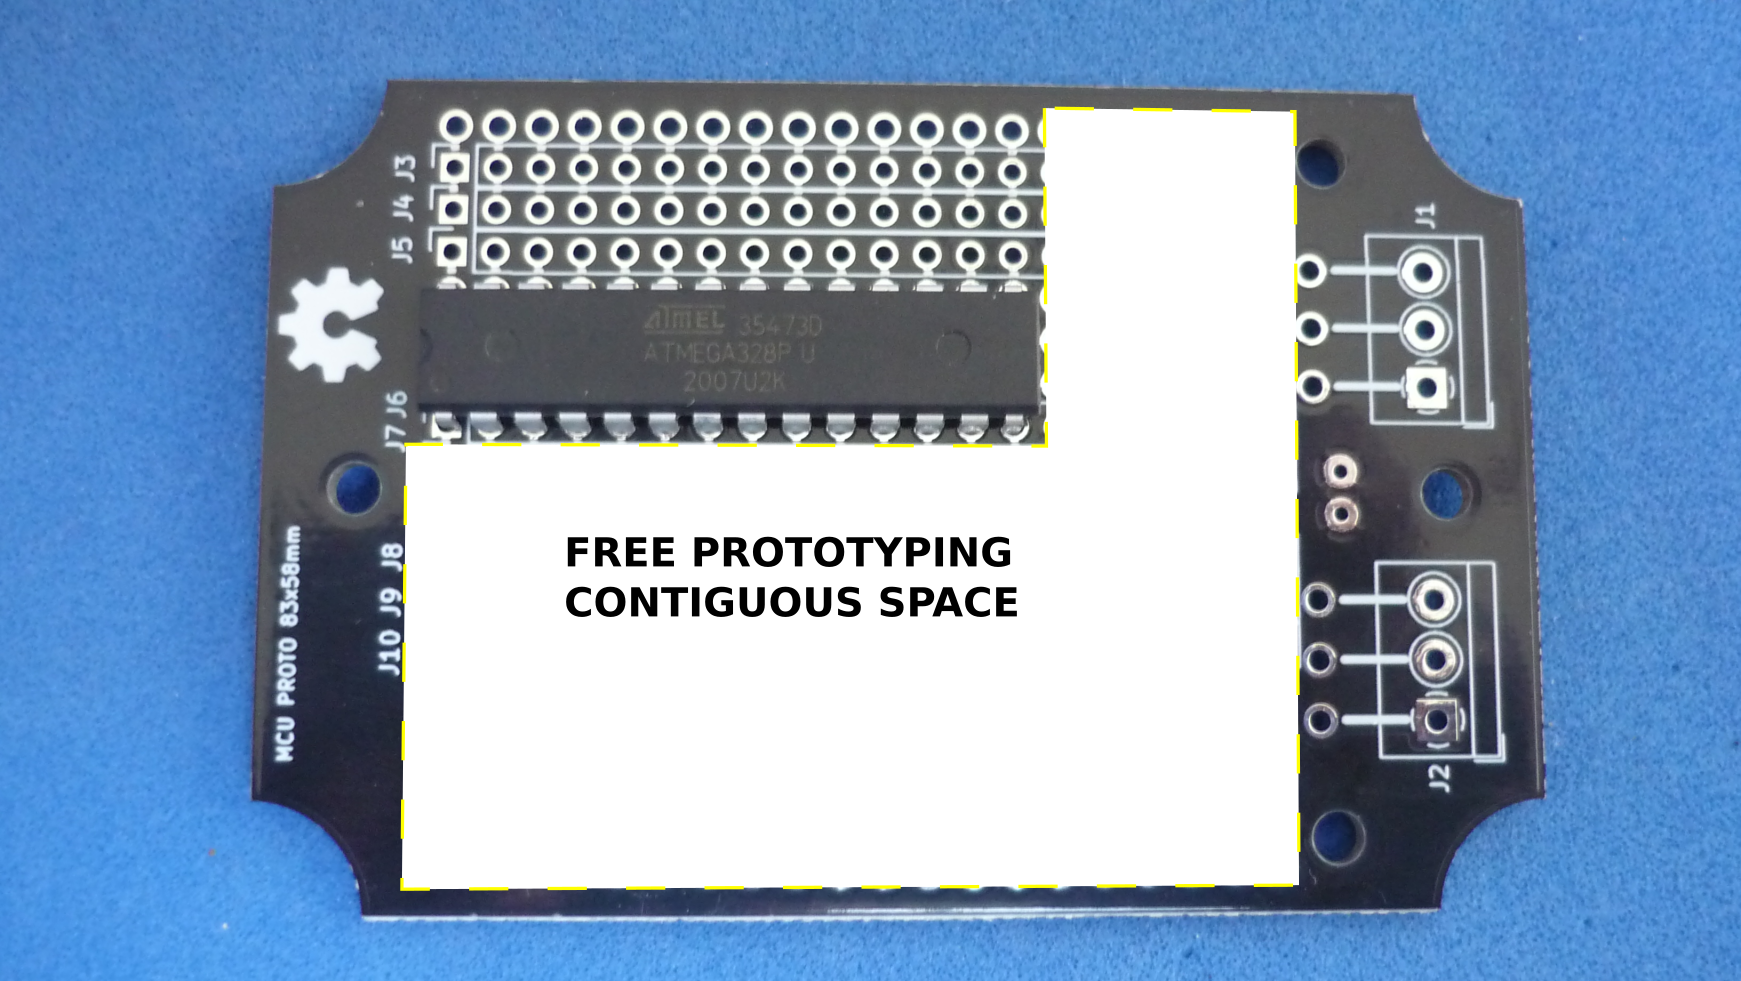 J3
J4
J5
J1
ATMEL 35473D
ATMEGA328P U
2007U2K
J6
J7
FREE PROTOTYPING
CONTIGUOUS SPACE
J8
J9
J10
MCU PROTO 83x58mm
J2